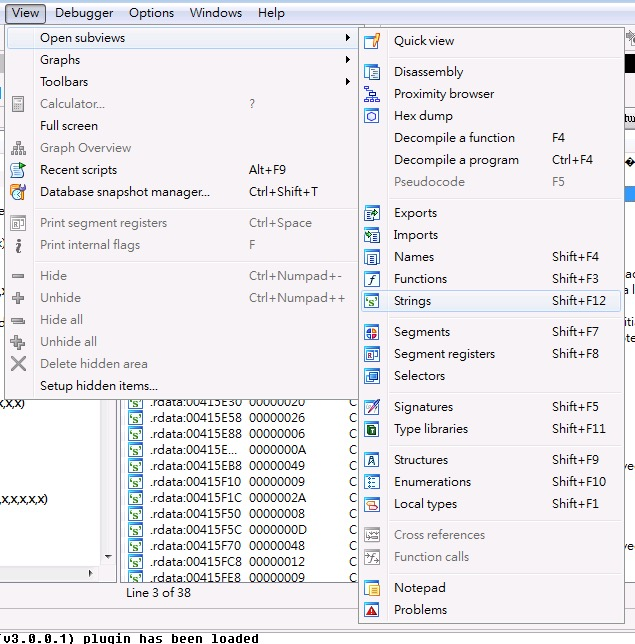 View Debugger Options Windows Help
Open subviews
Graphs
Toolbars
Calculator... ?
Full screen
Graph Overview
Recent scripts Alt+F9
Database snapshot manager... Ctrl+Shift+T
Print segment registers Ctrl+Space
Print internal flags F
Hide Ctrl+Numpad+-
Unhide Ctrl+Numpad++
Hide all
Unhide all
Delete hidden area
Setup hidden items...
Quick view
Disassembly
Proximity browser
Hex dump
Decompile a function F4
Decompile a program Ctrl+F4
Pseudocode F5
Exports
Imports
Names Shift+F4
Functions Shift+F3
Strings Shift+F12
Segments Shift+F7
Segment registers Shift+F8
Selectors
Signatures Shift+F5
Type libraries Shift+F11
Structures Shift+F9
Enumerations Shift+F10
Local types Shift+F1
Cross references
Function calls
Notepad
Problems
x,x)
,x,x,x,x,x)
.rdata:00415E30 00000020 C
.rdata:00415E58 00000026 C
.rdata:00415E88 00000006 C
.rdata:00415E... 0000000A C
.rdata:00415EB8 00000049 C
.rdata:00415F10 00000009 C
.rdata:00415F1C 0000002A C
.rdata:00415F50 00000008 C
.rdata:00415F5C 0000000D C
.rdata:00415F70 00000048 C
.rdata:00415FC8 00000012 C
.rdata:00415FE8 00000009 C
Line 3 of 38
(v3.0.0.1) plugin has been loaded